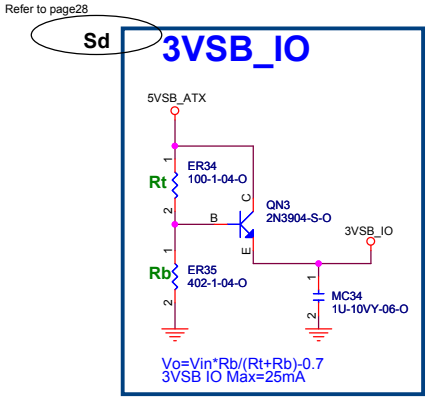 Refer to page28
Sd
3VSB_IO
5VSB_ATX
1
ER34
100-1-04-O
Rt
2
C
QN3
2N3904-S-O
B
E
3VSB_IO
1
ER35
402-1-04-O
Rb
2
1
MC34
1U-10VY-06-O
2
Vo=Vin*Rb/(Rt+Rb)-0.7
3VSB IO Max=25mA